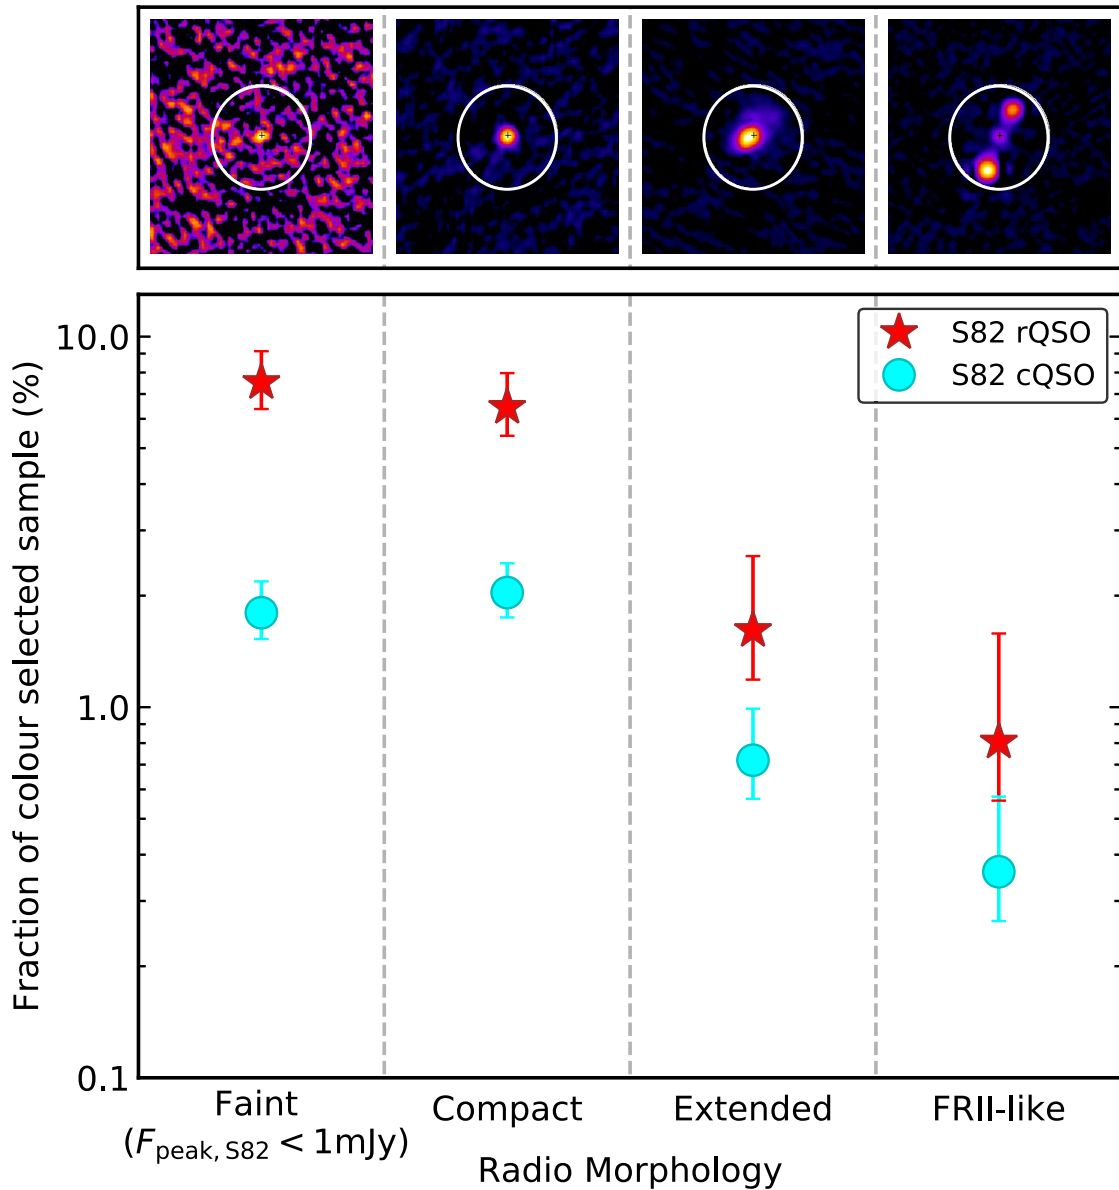 S82 rQSO
S82 cQSO
Fraction of colour selected sample (%)
10.0
1.0
0.1
Faint
(F_peak, S82 < 1mJy)
Compact
Extended
FRII-like
Radio Morphology